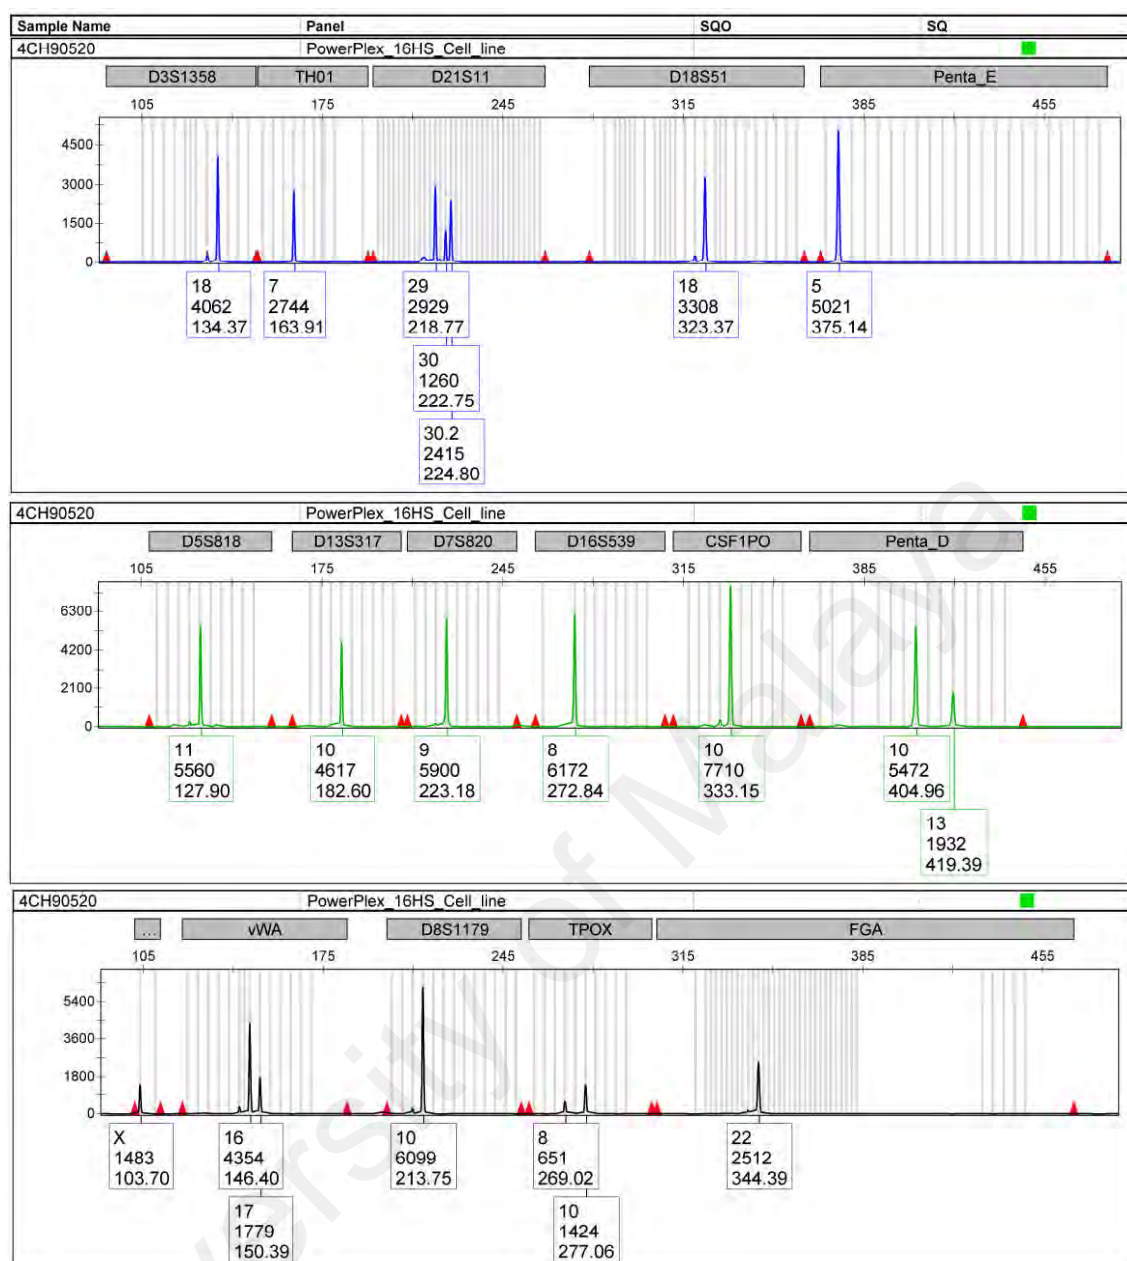 Sample Name Panel SQO SQ
4CH90520 PowerPlex_16HS_Cell_line
D3S1358 TH01 D21S11 D18S51 Penta_E
105 175 245 315 385 455
4500
3000
1500
0
18 7 29 18 5
4062 2744 2929 3308 5021
134.37 163.91 218.77 323.37 375.14
30
1260
222.75
30.2
2415
224.80
4CH90520 PowerPlex_16HS_Cell_line
D5S818 D13S317 D7S820 D16S539 CSF1PO Penta_D
105 175 245 315 385 455
6300
4200
2100
0
11 10 9 8 10 10
5560 4617 5900 6172 7710 5472
127.90 182.60 223.18 272.84 333.15 404.96
13
1932
419.39
4CH90520 PowerPlex_16HS_Cell_line
... vWA D8S1179 TPOX FGA
105 175 245 315 385 455
5400
3600
1800
0
X 16 10 8 22
1483 4354 6099 651 2512
103.70 146.40 213.75 269.02 344.39
17 10
1779 1424
150.39 277.06
versity of Malaya